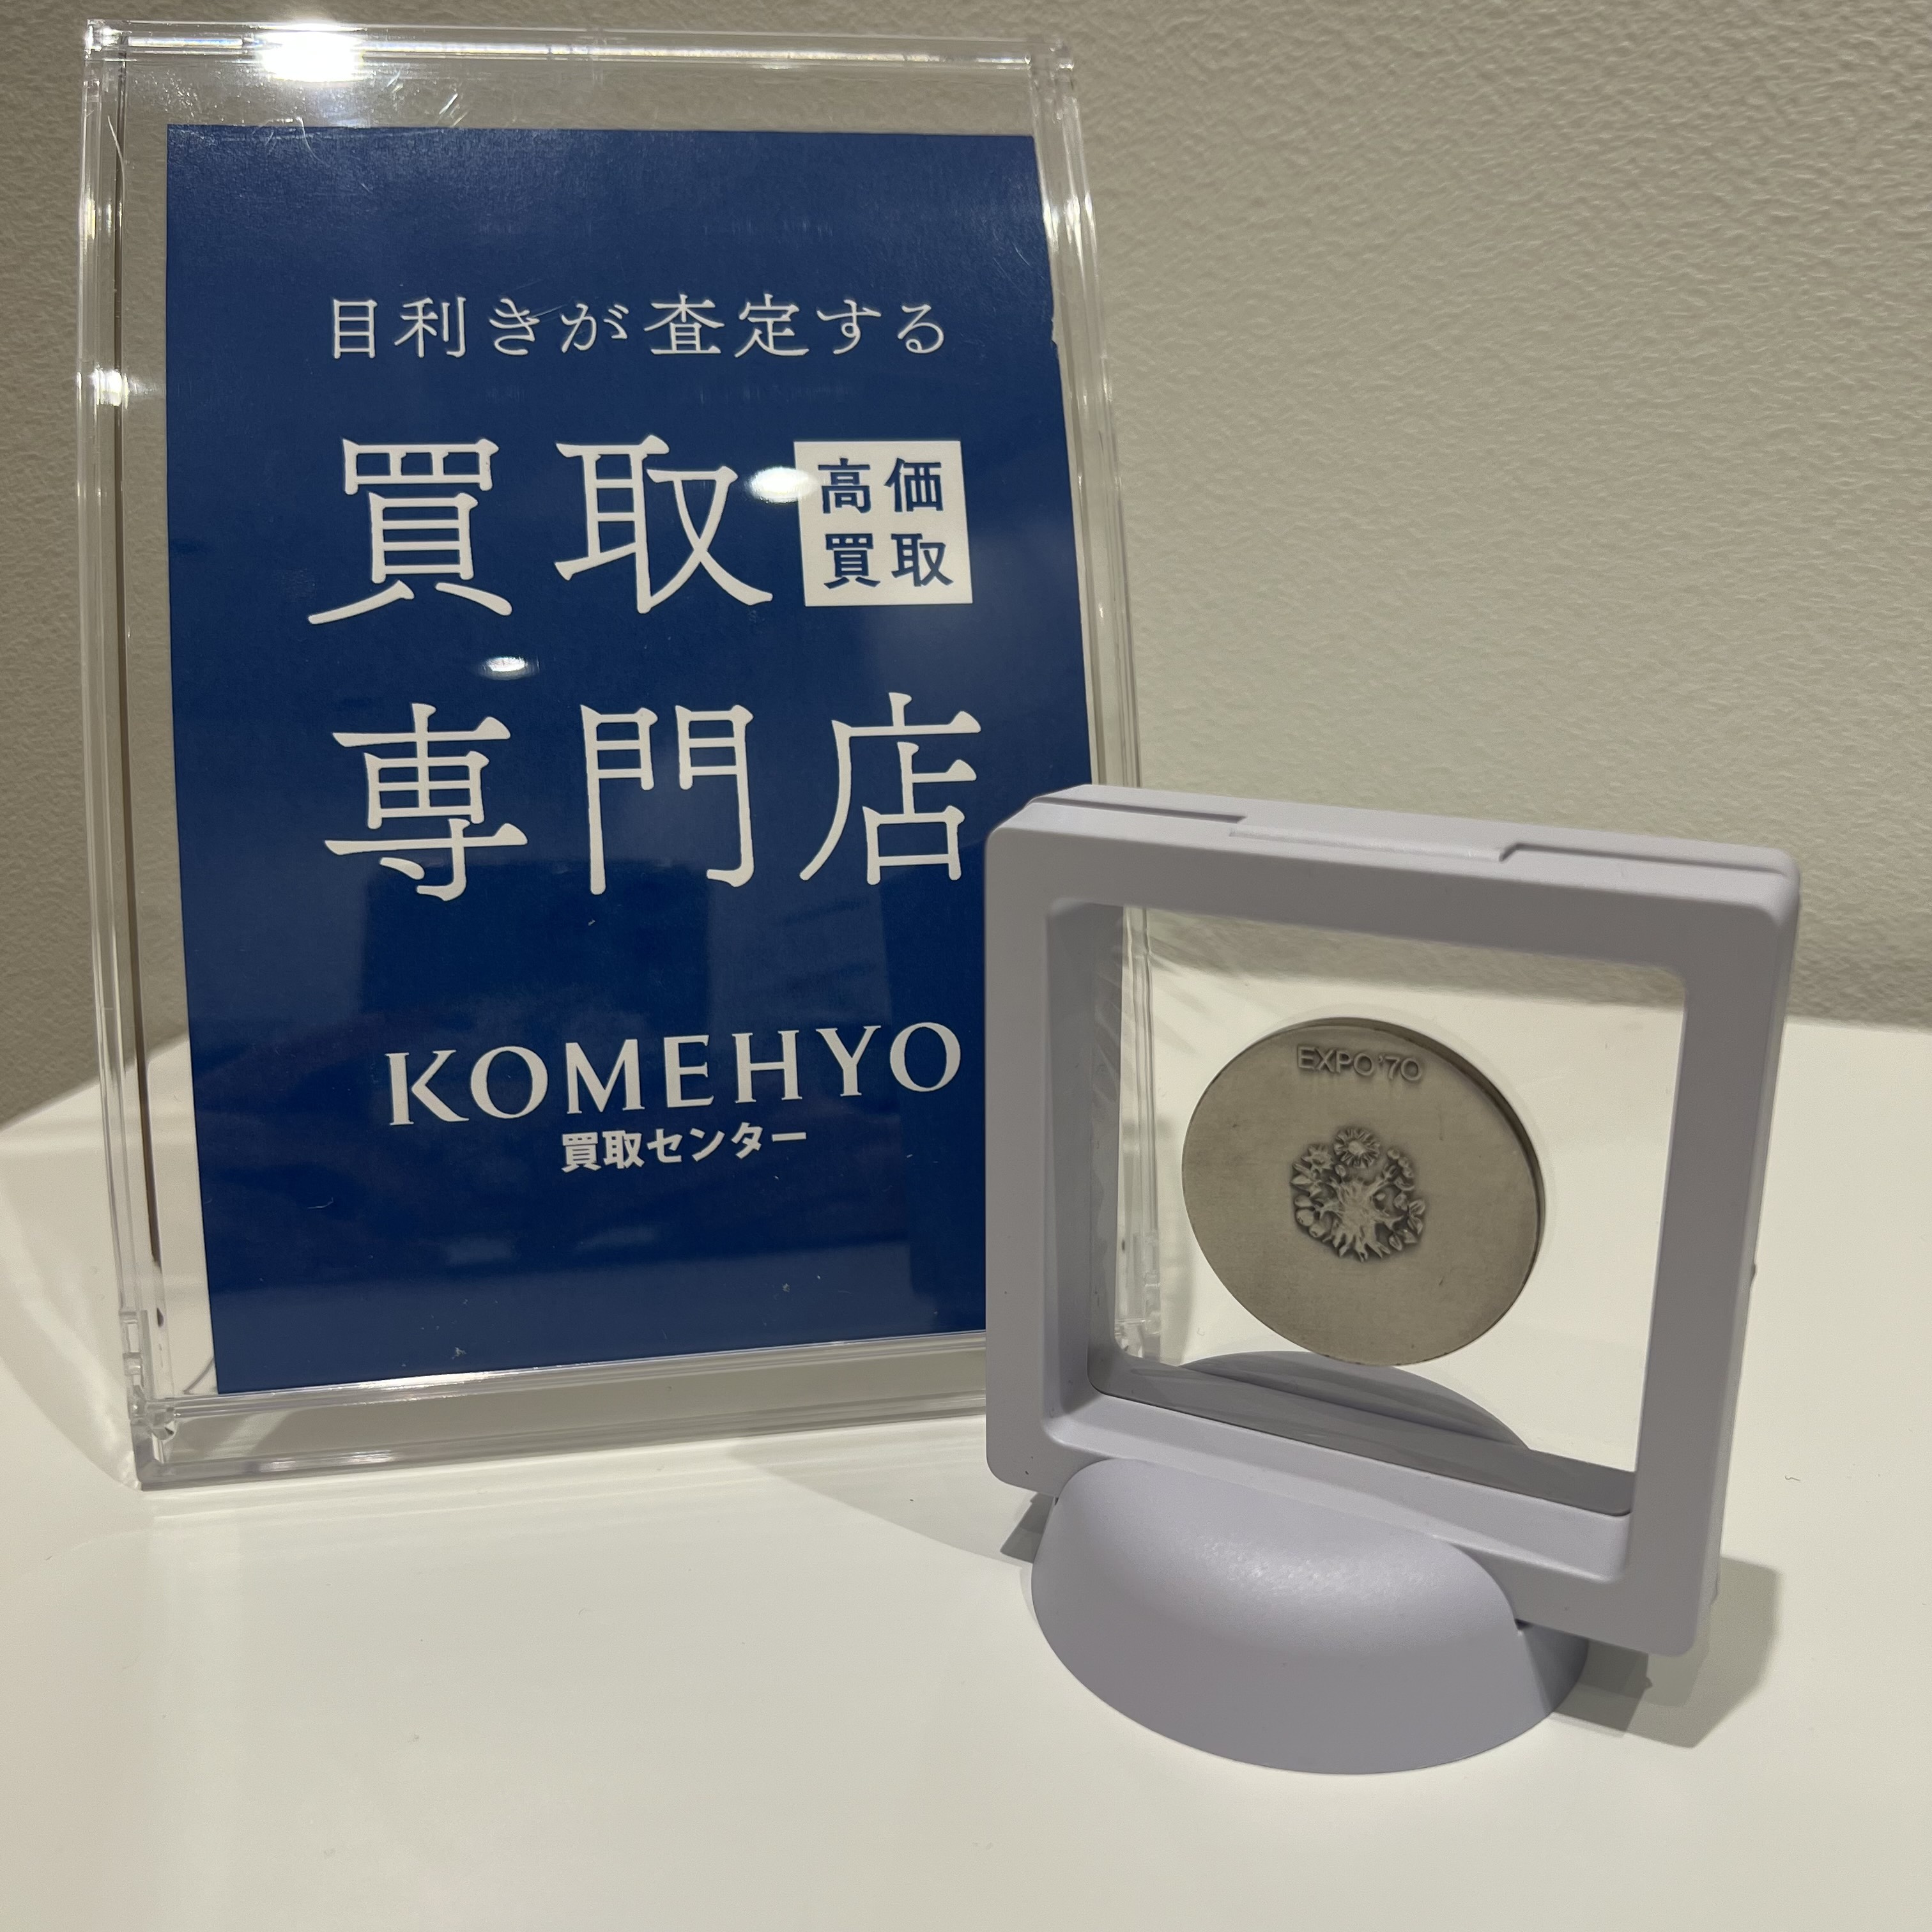 目利きが査定する
買取
高価
買取
専門店
KOMEHYO
買取センター
EXPO'70